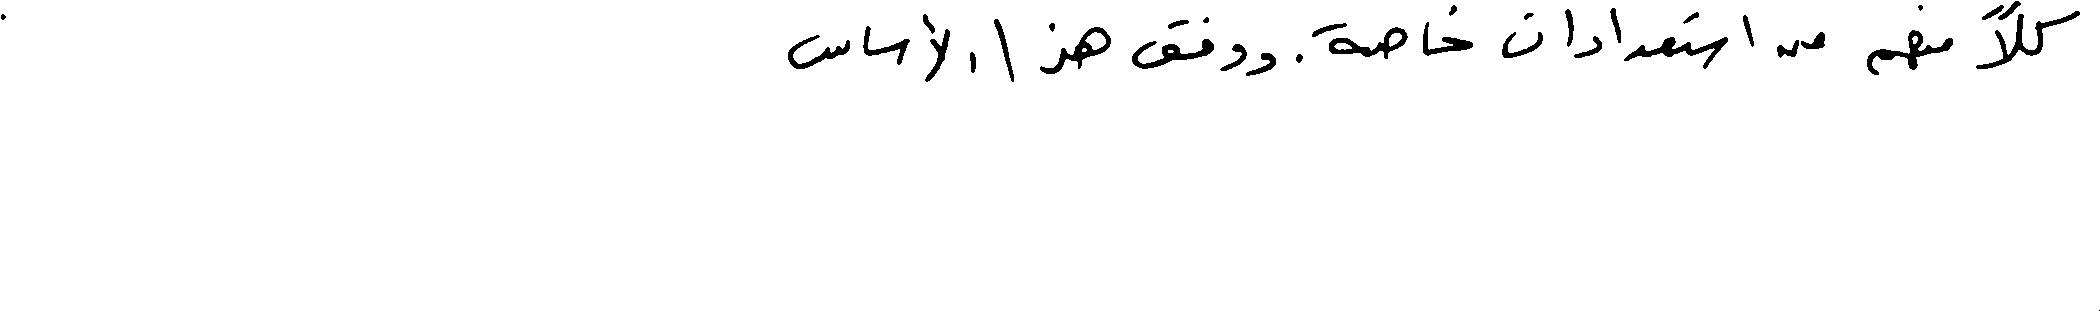 كلاً منهم من استعدادات خاصة. ووفق هذا الأساس